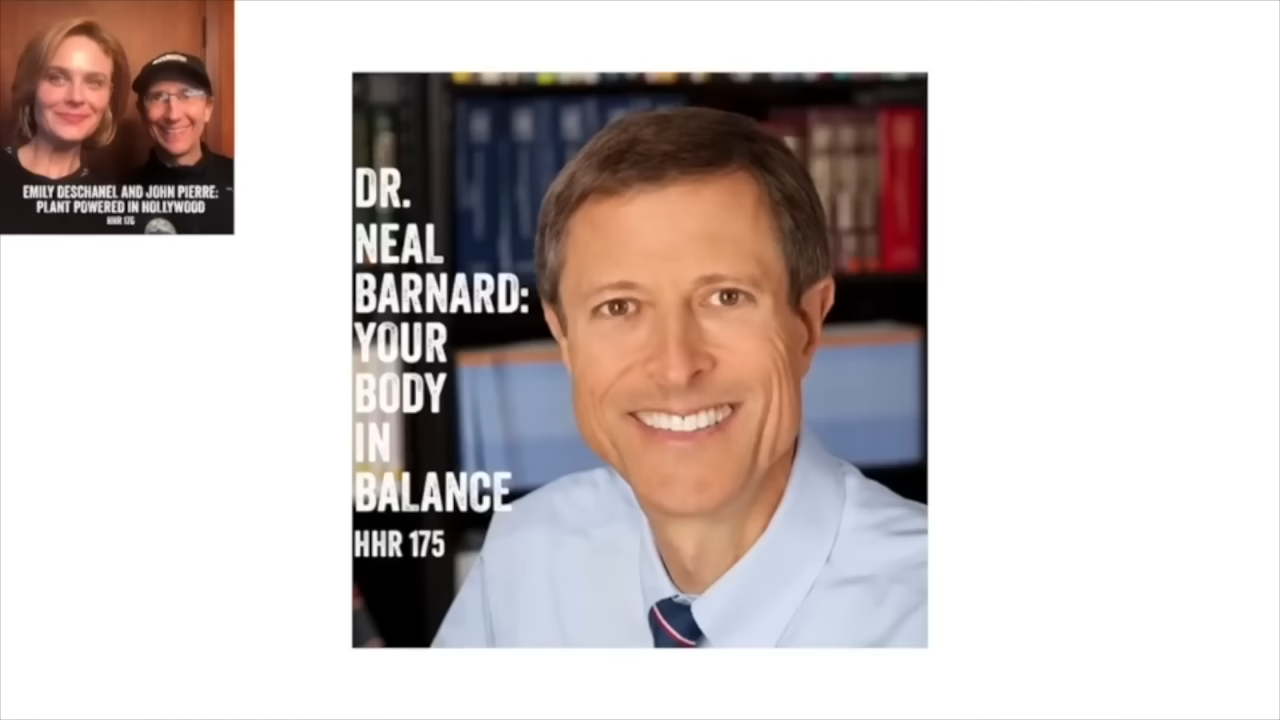 EMILY DESCHANEL AND JOHN PIERRE:
PLANT POWERED IN HOLLYWOOD
HHR 176
DR.
NEAL
BARNARD:
YOUR
BODY
IN
BALANCE
HHR 175